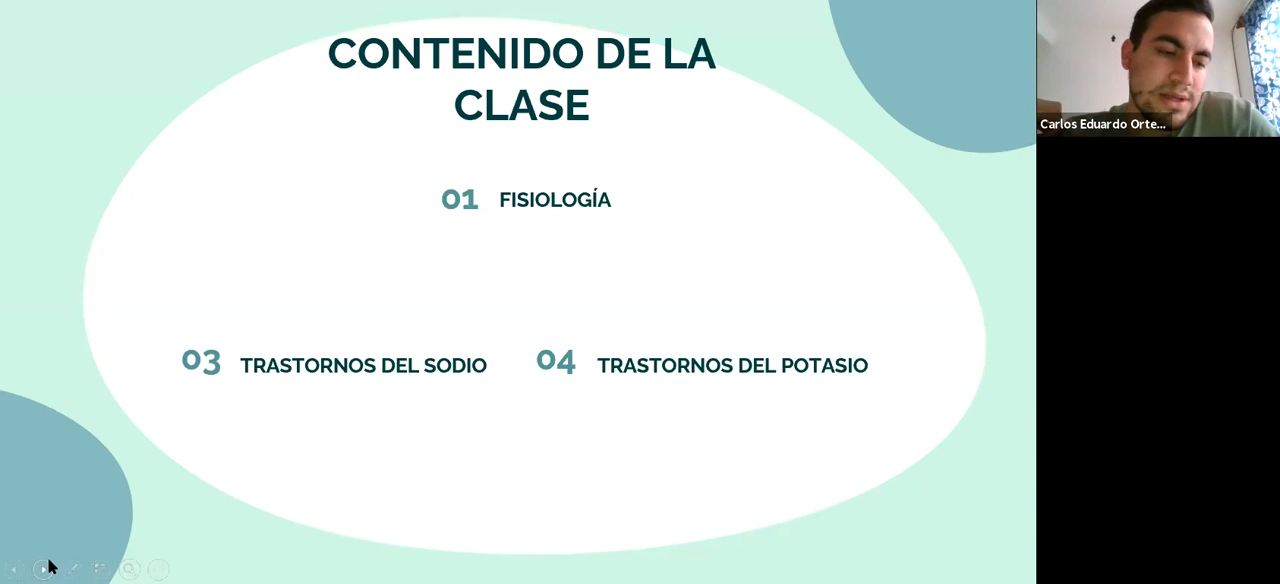 CONTENIDO DE LA
CLASE
01 FISIOLOGÍA
03 TRASTORNOS DEL SODIO
04 TRASTORNOS DEL POTASIO
Carlos Eduardo Orte...